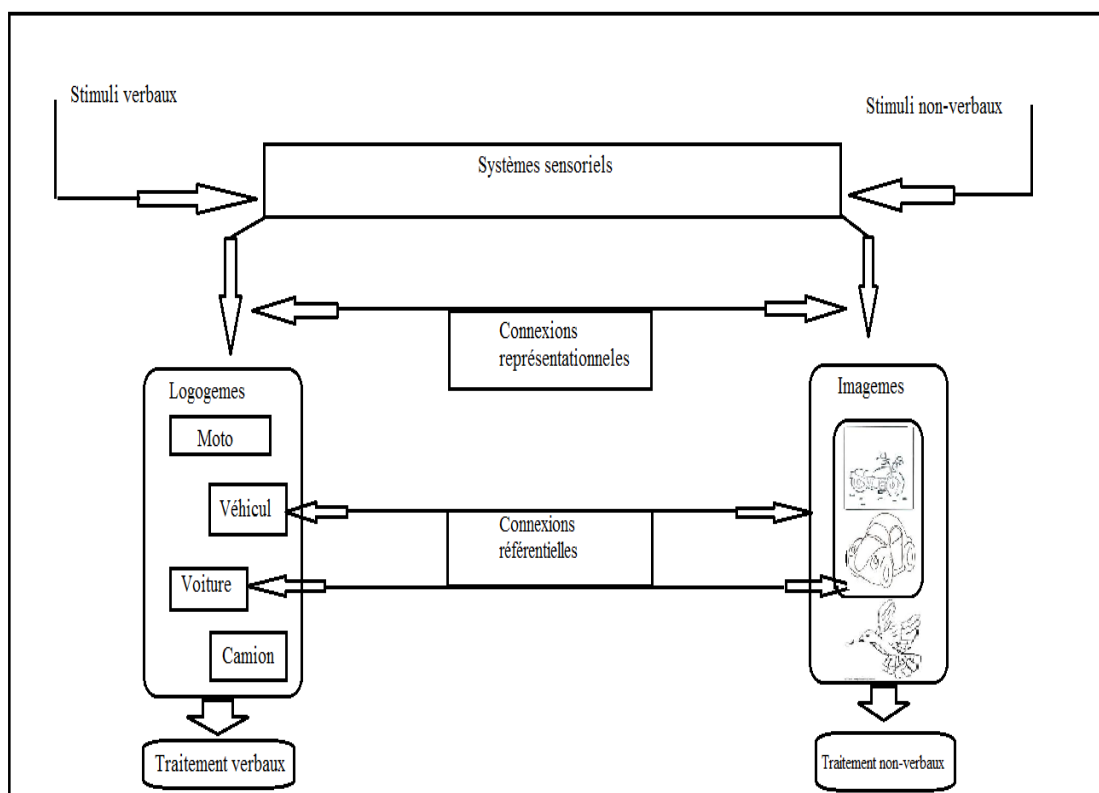 Stimuli verbaux
Stimuli non-verbaux
Systèmes sensoriels
Connexions
représentationneles
Logogemes
Imagemes
Moto
Véhicul
Connexions
référentielles
Voiture
Camion
Traitement verbaux
Traitement non-verbaux